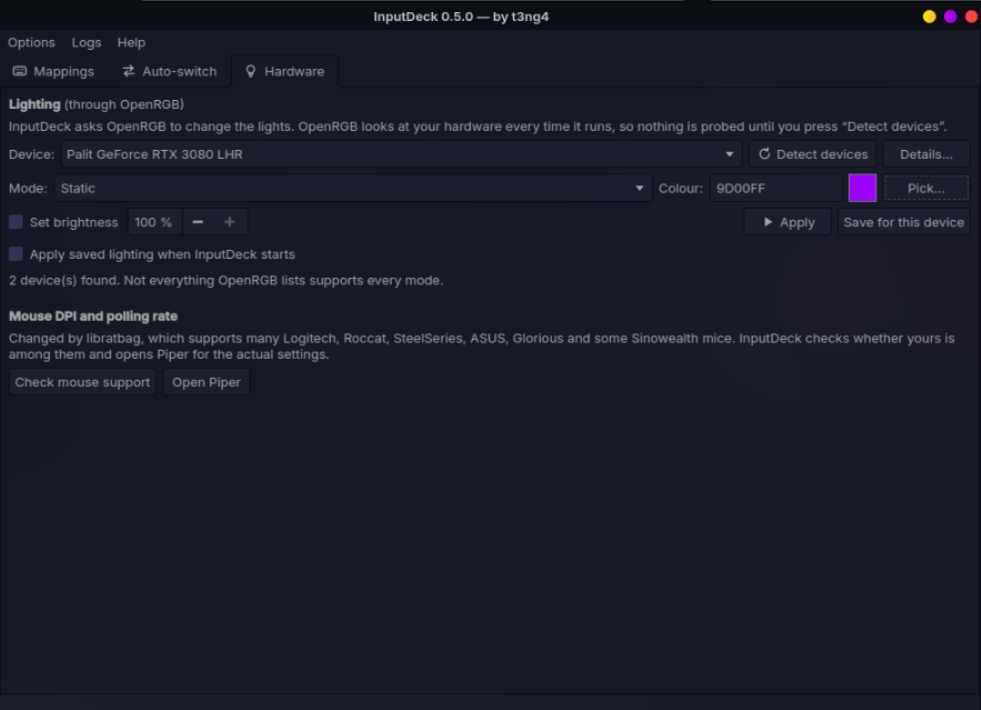 InputDeck 0.5.0 — by t3ng4
Options Logs Help
Mappings Auto-switch Hardware
Lighting (through OpenRGB)
InputDeck asks OpenRGB to change the lights. OpenRGB looks at your hardware every time it runs, so nothing is probed until you press “Detect devices”.
Device: Palit GeForce RTX 3080 LHR Detect devices Details...
Mode: Static Colour: 9D00FF Pick...
Set brightness 100 % − + Apply Save for this device
Apply saved lighting when InputDeck starts
2 device(s) found. Not everything OpenRGB lists supports every mode.
Mouse DPI and polling rate
Changed by libratbag, which supports many Logitech, Roccat, SteelSeries, ASUS, Glorious and some Sinowealth mice. InputDeck checks whether yours is
among them and opens Piper for the actual settings.
Check mouse support Open Piper